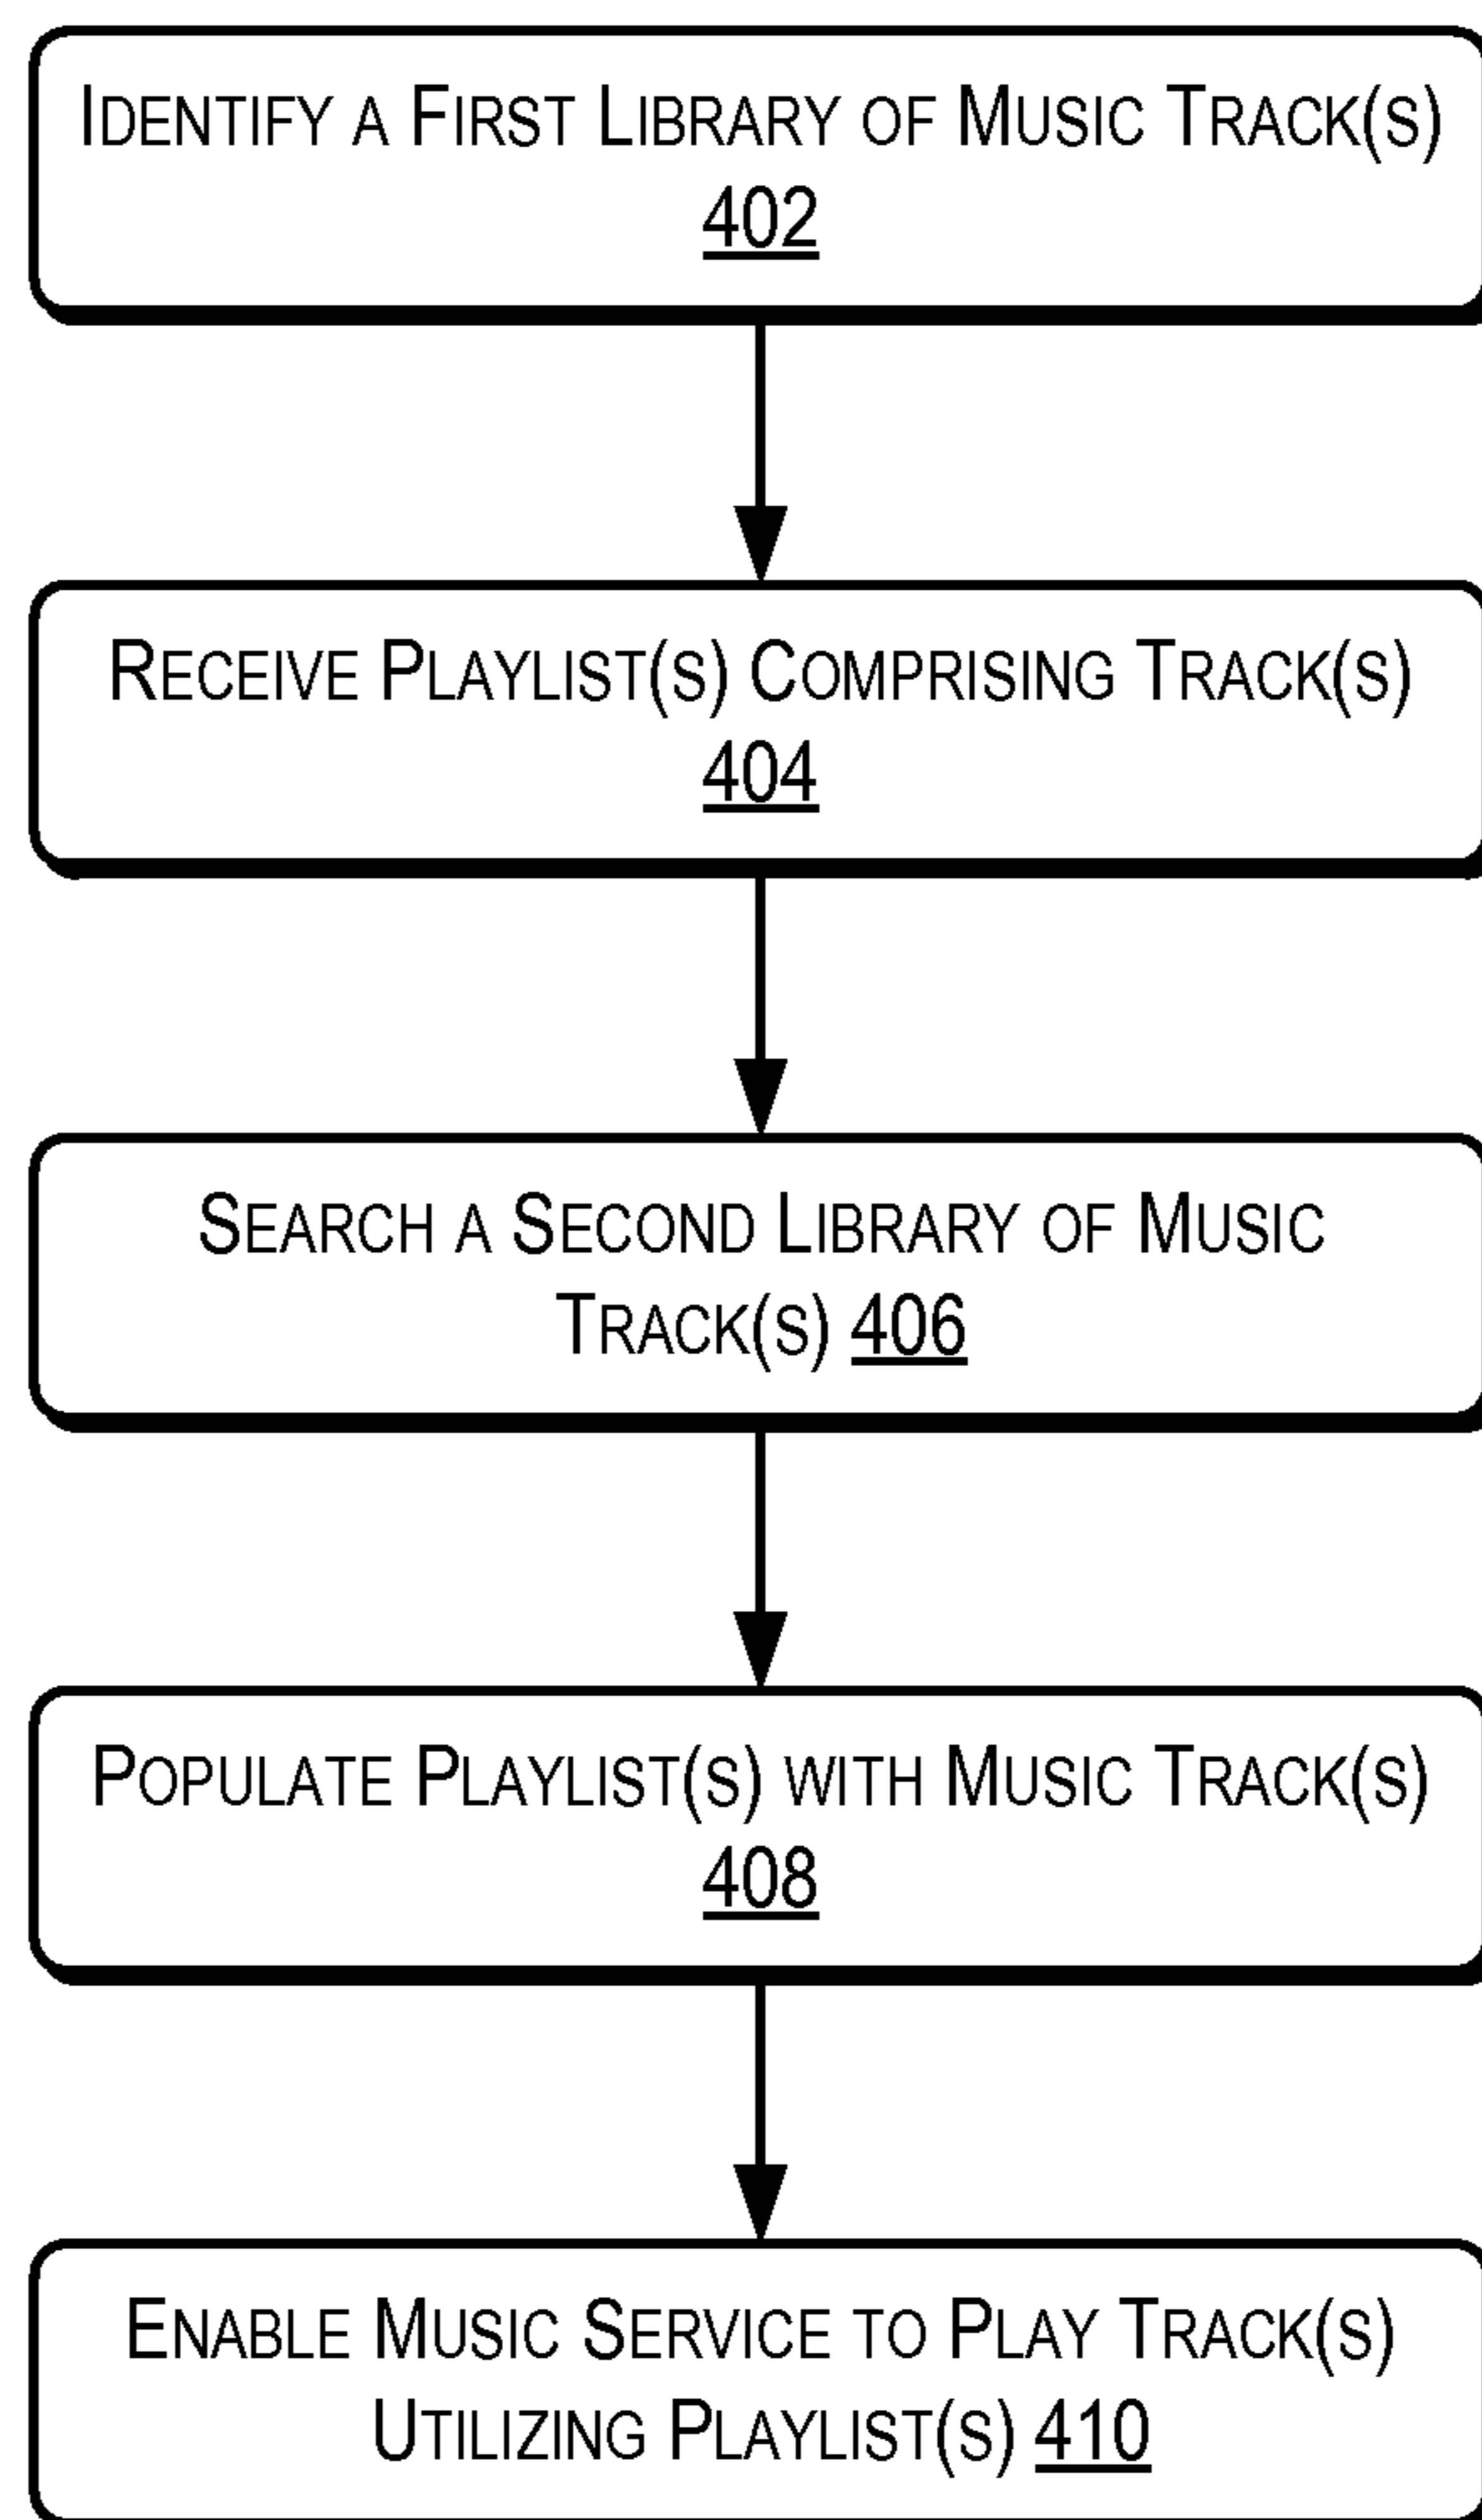 IDENTIFY A FIRST LIBRARY OF MUSIC TRACK(S)
402
RECEIVE PLAYLIST(S) COMPRISING TRACK(S)
404
SEARCH A SECOND LIBRARY OF MUSIC
TRACK(S) 406
POPULATE PLAYLIST(S) WITH MUSIC TRACK(S)
408
ENABLE MUSIC SERVICE TO PLAY TRACK(S)
UTILIZING PLAYLIST(S) 410